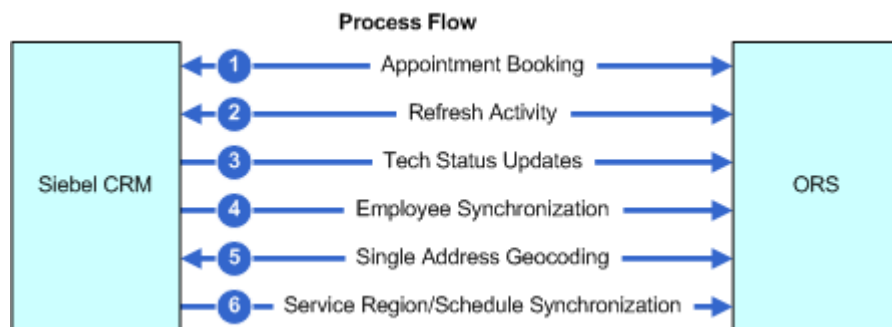 Process Flow
1 Appointment Booking
2 Refresh Activity
3 Tech Status Updates
Siebel CRM
ORS
4 Employee Synchronization
5 Single Address Geocoding
6 Service Region/Schedule Synchronization